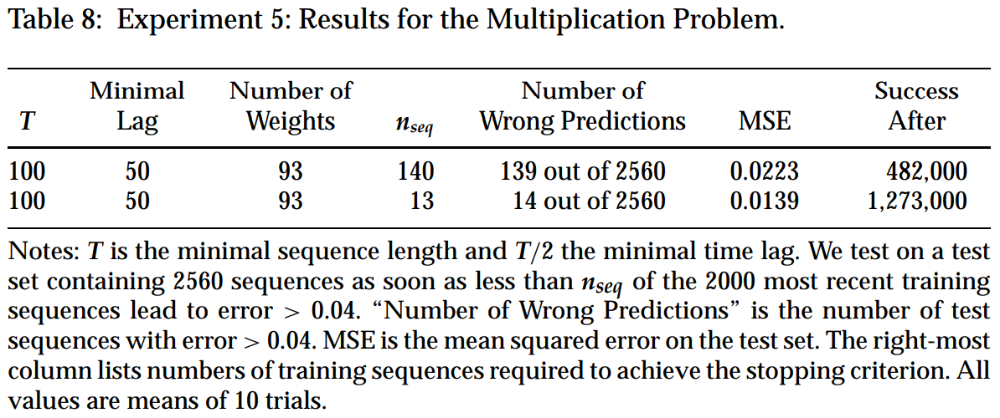 Table 8: Experiment 5: Results for the Multiplication Problem.
Minimal Number of Number of Success
T Lag Weights nseq Wrong Predictions MSE After
100 50 93 140 139 out of 2560 0.0223 482,000
100 50 93 13 14 out of 2560 0.0139 1,273,000
Notes: T is the minimal sequence length and T/2 the minimal time lag. We test on a test
set containing 2560 sequences as soon as less than nseq of the 2000 most recent training
sequences lead to error > 0.04. “Number of Wrong Predictions” is the number of test
sequences with error > 0.04. MSE is the mean squared error on the test set. The right-most
column lists numbers of training sequences required to achieve the stopping criterion. All
values are means of 10 trials.